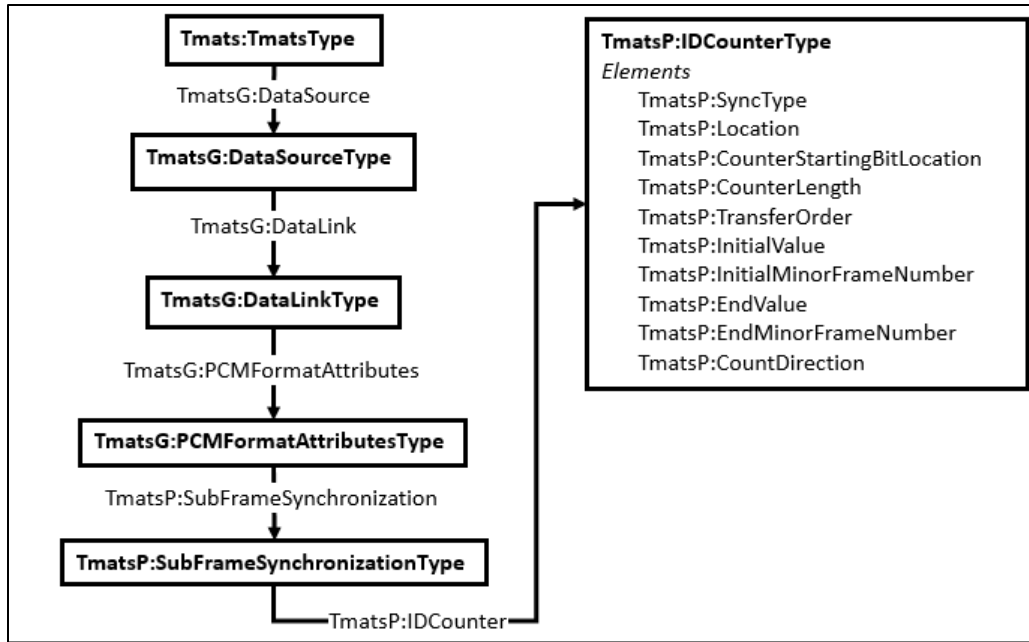 Tmats:TmatsType
TmatsG:DataSource
TmatsG:DataSourceType
TmatsG:DataLink
TmatsG:DataLinkType
TmatsG:PCMFormatAttributes
TmatsG:PCMFormatAttributesType
TmatsP:SubFrameSynchronization
TmatsP:SubFrameSynchronizationType
TmatsP:IDCounter
TmatsP:IDCounterType
Elements
TmatsP:SyncType
TmatsP:Location
TmatsP:CounterStartingBitLocation
TmatsP:CounterLength
TmatsP:TransferOrder
TmatsP:InitialValue
TmatsP:InitialMinorFrameNumber
TmatsP:EndValue
TmatsP:EndMinorFrameNumber
TmatsP:CountDirection